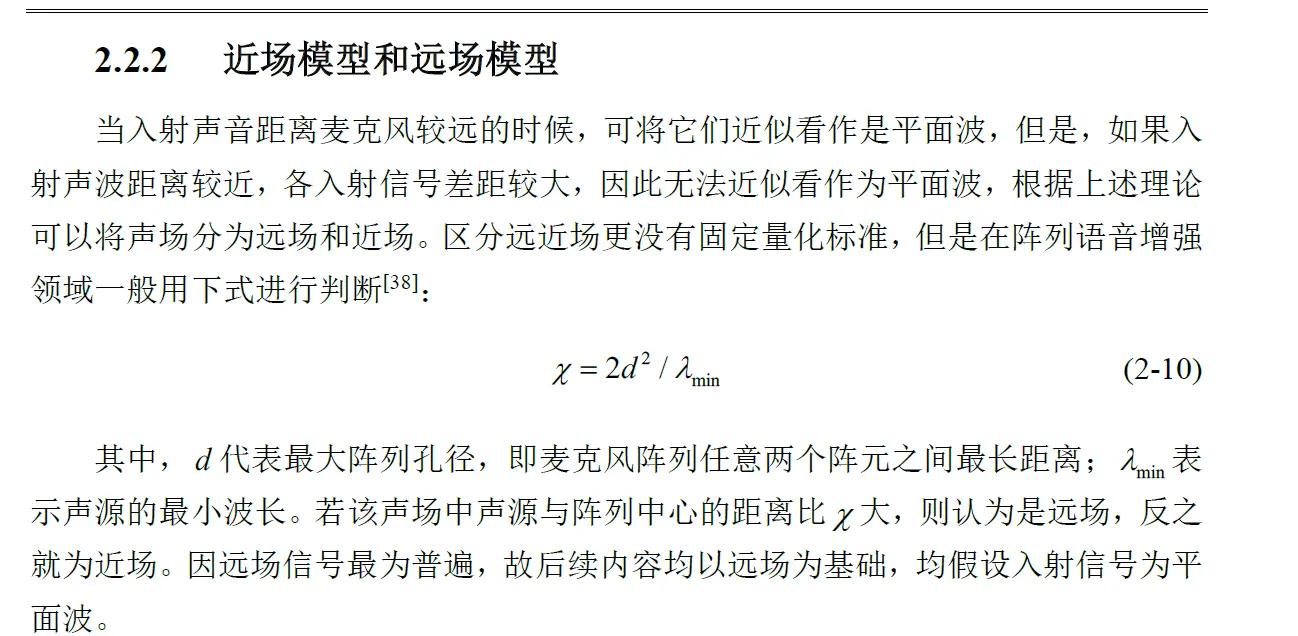 2.2.2 近场模型和远场模型
当入射声音距离麦克风较远的时候，可将它们近似看作是平面波，但是，如果入
射声波距离较近，各入射信号差距较大，因此无法近似看作为平面波，根据上述理论
可以将声场分为远场和近场。区分远近场更没有固定量化标准，但是在阵列语音增强
领域一般用下式进行判断[38]：
χ = 2d² / λmin (2-10)
其中，d 代表最大阵列孔径，即麦克风阵列任意两个阵元之间最长距离；λmin 表
示声源的最小波长。若该声场中声源与阵列中心的距离比 χ 大，则认为是远场，反之
就为近场。因远场信号最为普遍，故后续内容均以远场为基础，均假设入射信号为平
面波。